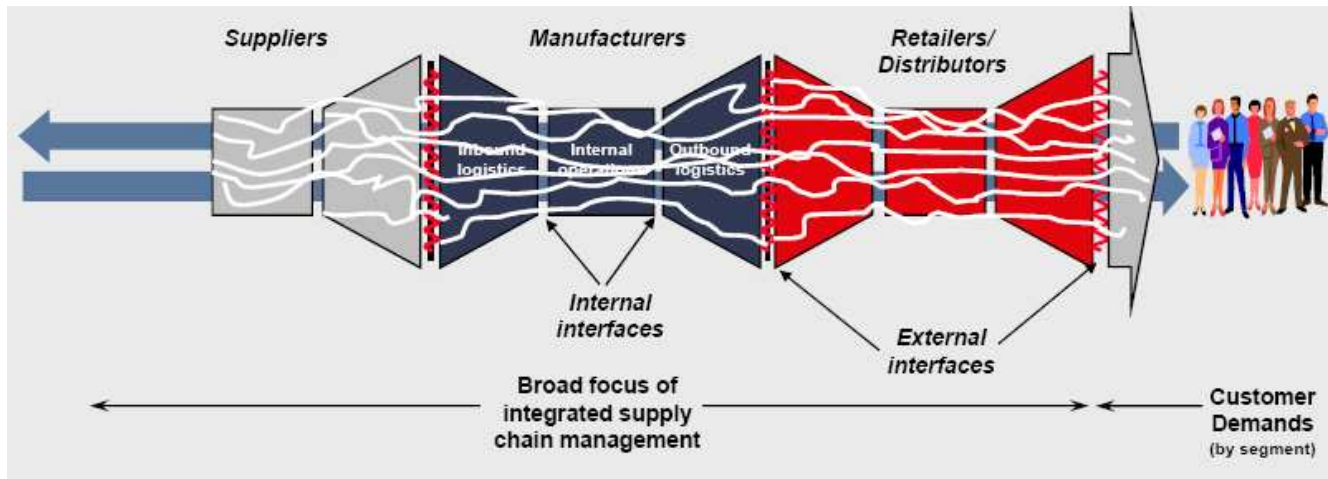 Suppliers
Manufacturers
Retailers/
Distributors
Inbound
logistics
Internal
operations
Outbound
logistics
Internal
interfaces
External
interfaces
Broad focus of
integrated supply
chain management
Customer
Demands
(by segment)